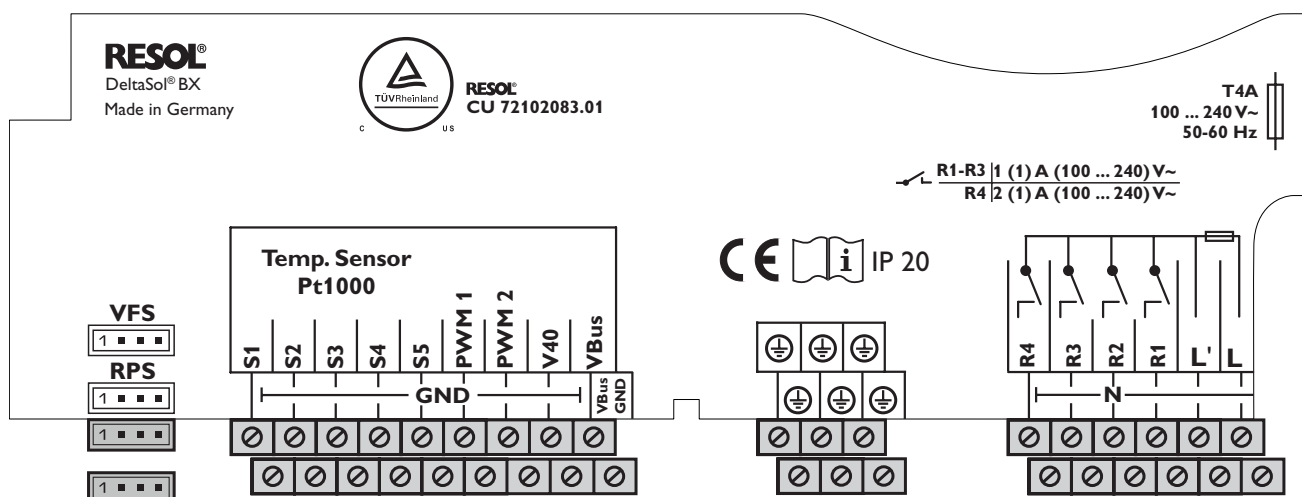 RESOL®
DeltaSol® BX
Made in Germany
TÜVRheinland
C US
RESOL®
CU 72102083.01
T4A
100 ... 240 V~
50-60 Hz
R1-R3 1 (1) A (100 ... 240) V~
R4 2 (1) A (100 ... 240) V~
Temp. Sensor
Pt1000
CE i IP 20
VFS
1
RPS
1
S1 S2 S3 S4 S5 PWM 1 PWM 2 V40 VBus
R4 R3 R2 R1 L' L
GND
VBus
GND
N
1
1